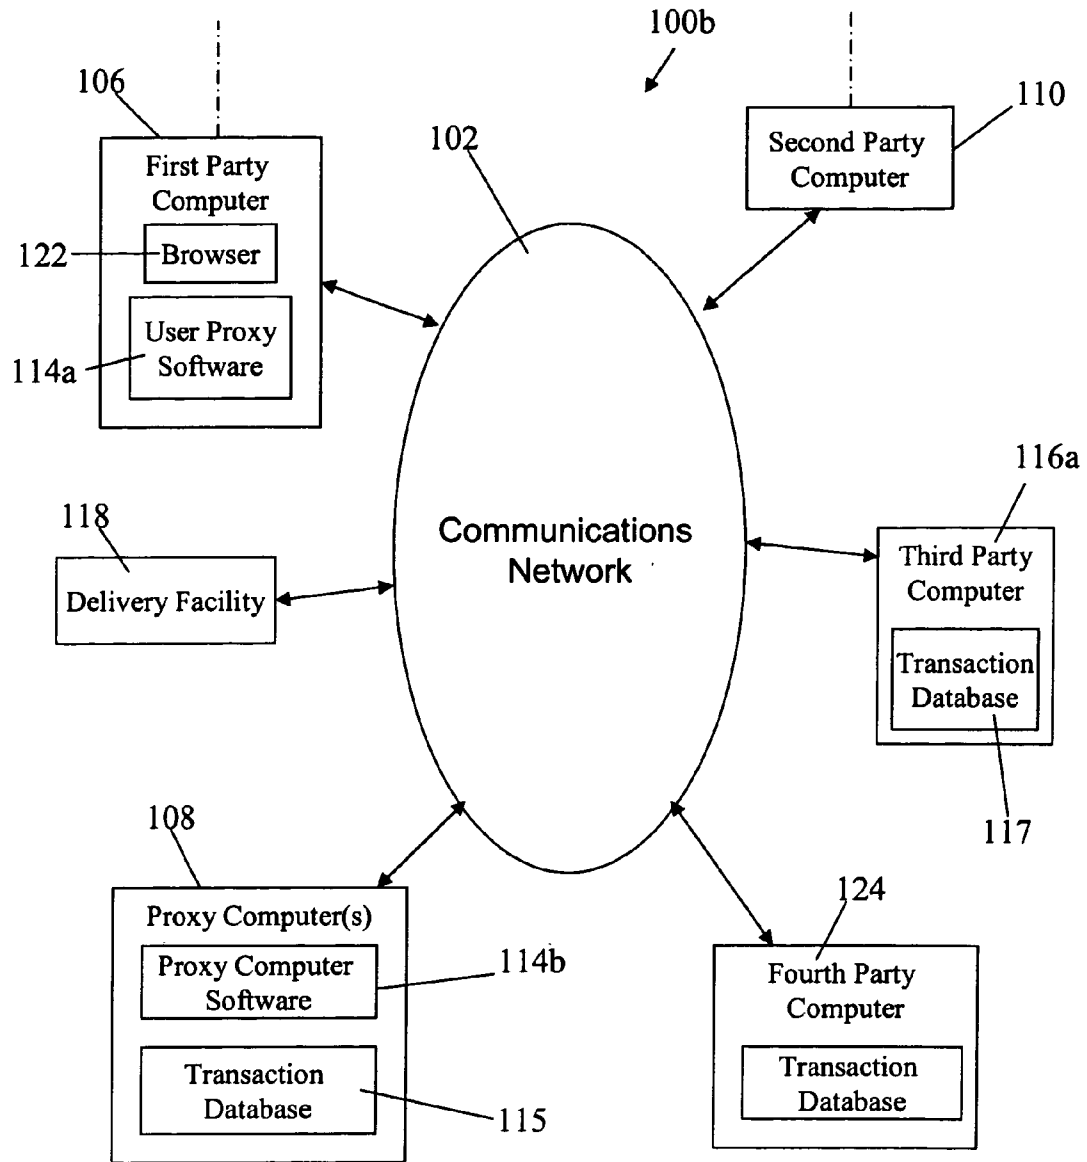 100b
106
110
102
First Party
Computer
Second Party
Computer
122
Browser
User Proxy
Software
114a
116a
118
Communications
Network
Third Party
Computer
Delivery Facility
Transaction
Database
108
117
124
Proxy Computer(s)
Proxy Computer
Software
114b
Fourth Party
Computer
Transaction
Database
115
Transaction
Database